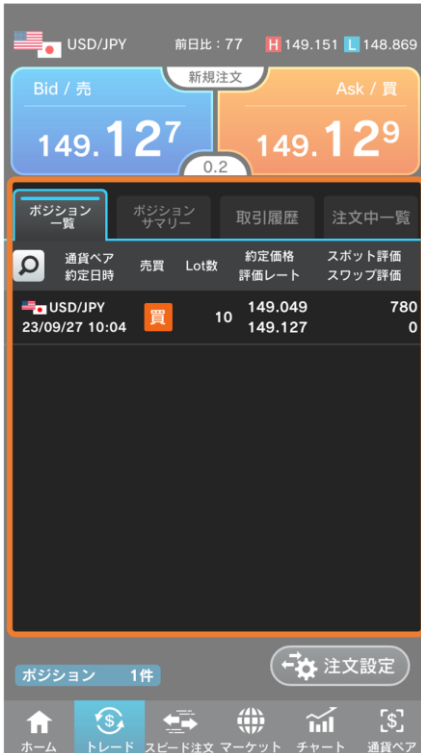 USD/JPY 前日比：77 H 149.151 L 148.869
新規注文
Bid / 売 Ask / 買
149.127 149.129
0.2
ポジション一覧 ポジションサマリー 取引履歴 注文中一覧
通貨ペア 売買 Lot数 約定価格 スポット評価
約定日時 評価レート スワップ評価
USD/JPY 買 10 149.049 780
23/09/27 10:04 149.127 0
ポジション 1件 注文設定
ホーム トレード スピード注文 マーケット チャート 通貨ペア